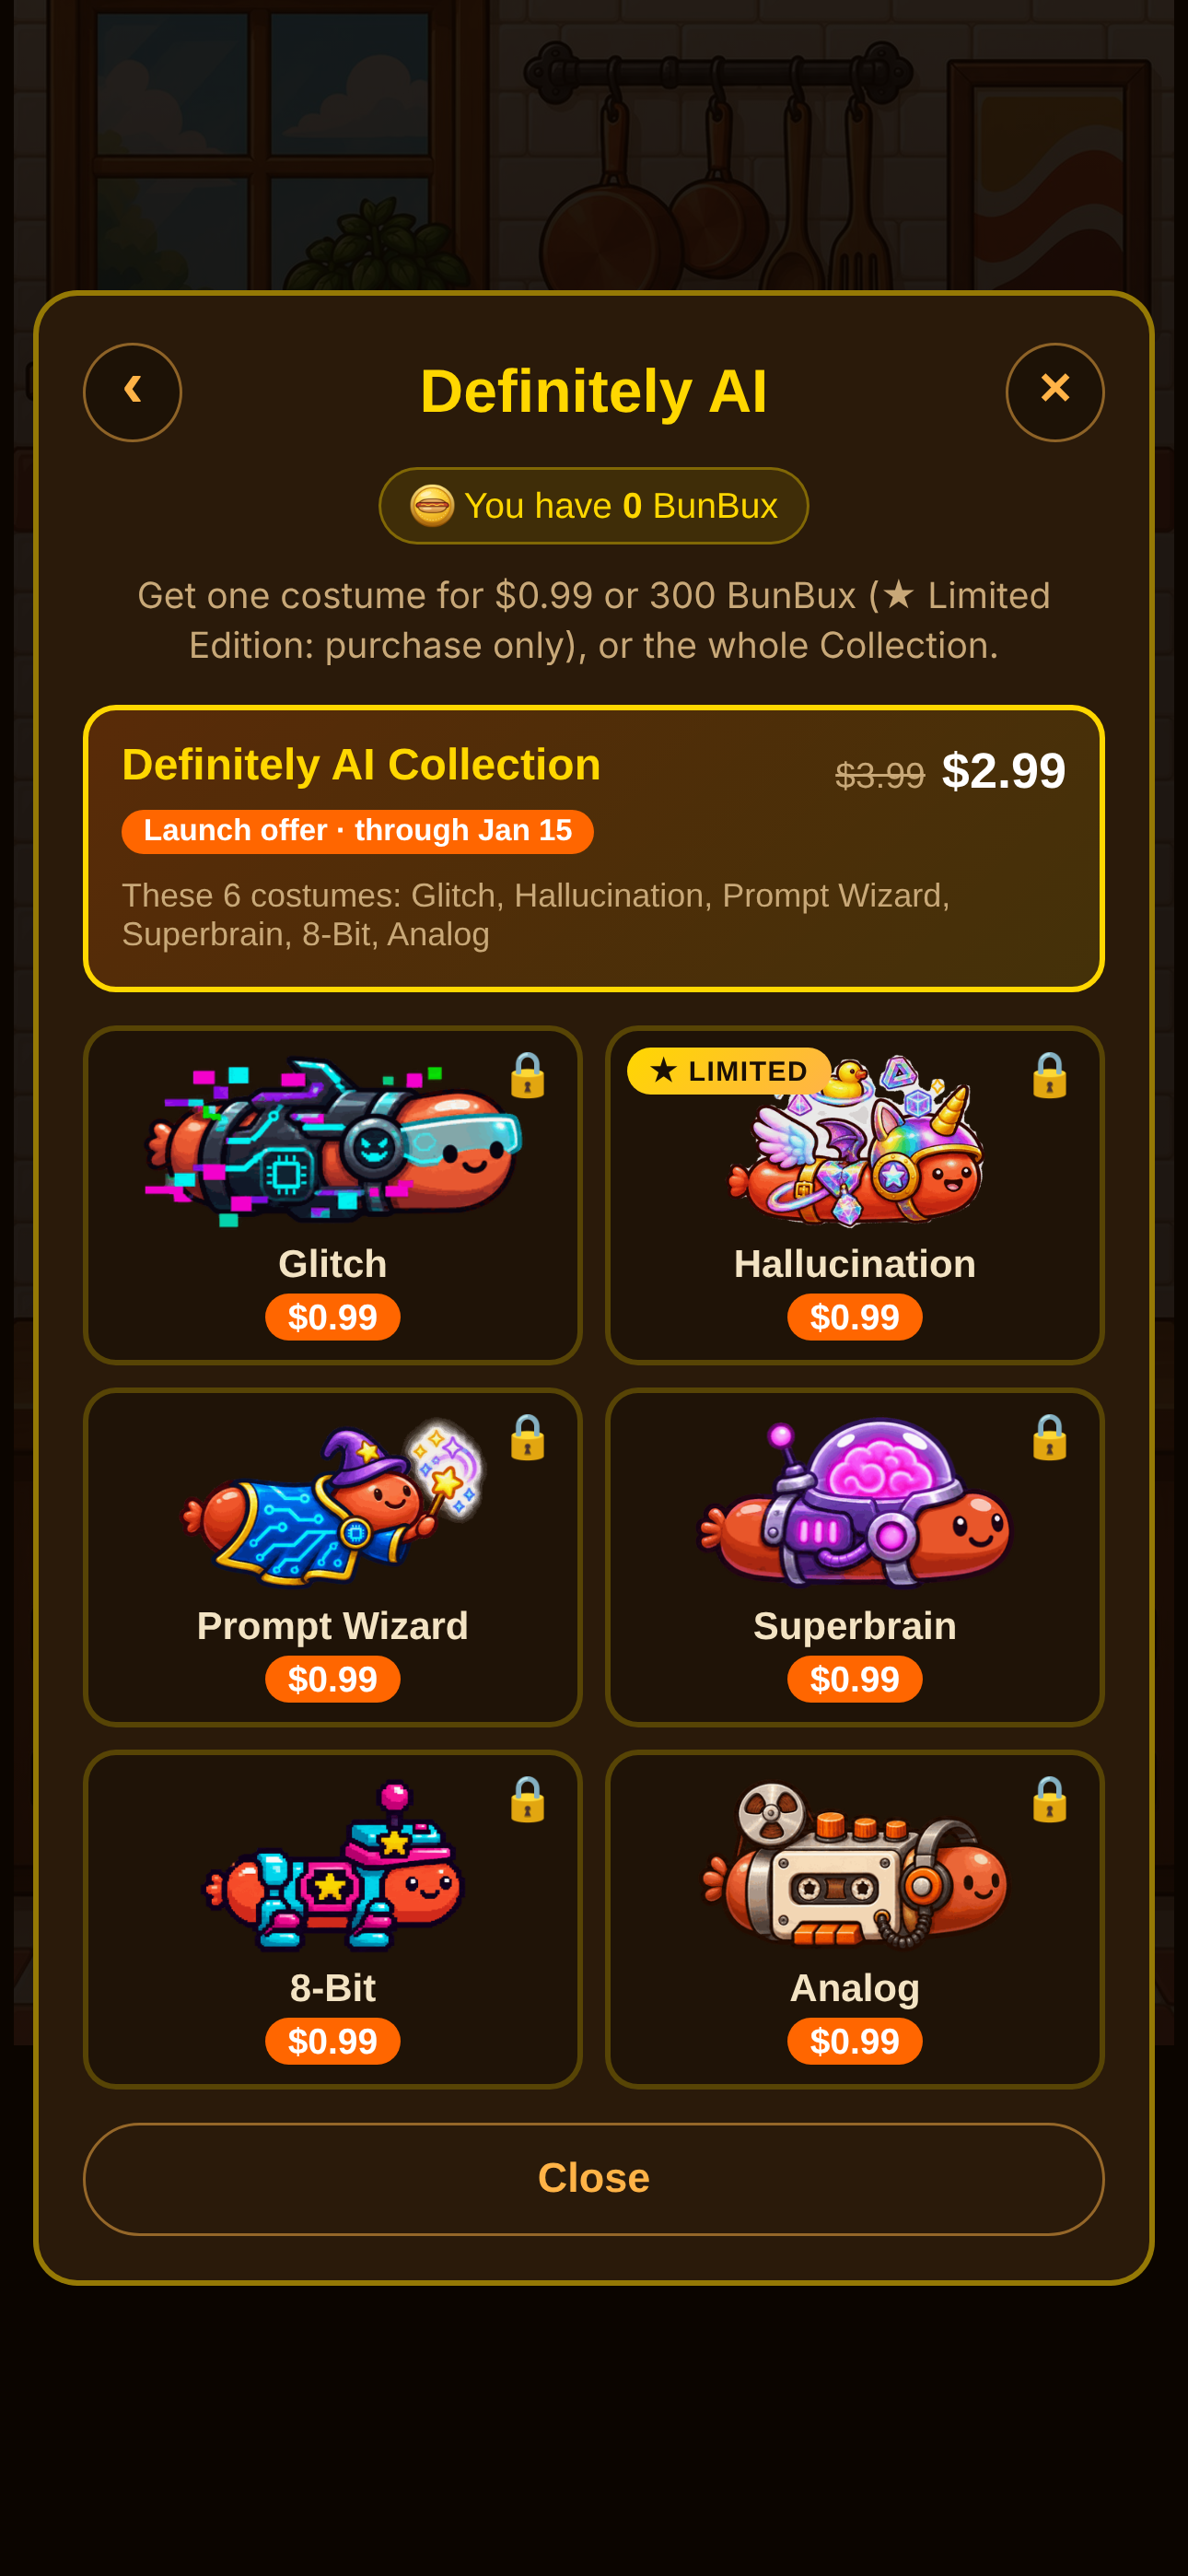 Definitely AI
You have 0 BunBux
Get one costume for $0.99 or 300 BunBux (★ Limited
Edition: purchase only), or the whole Collection.
Definitely AI Collection
$3.99 $2.99
Launch offer · through Jan 15
These 6 costumes: Glitch, Hallucination, Prompt Wizard,
Superbrain, 8-Bit, Analog
★ LIMITED
Glitch
$0.99
Hallucination
$0.99
Prompt Wizard
$0.99
Superbrain
$0.99
8-Bit
$0.99
Analog
$0.99
Close